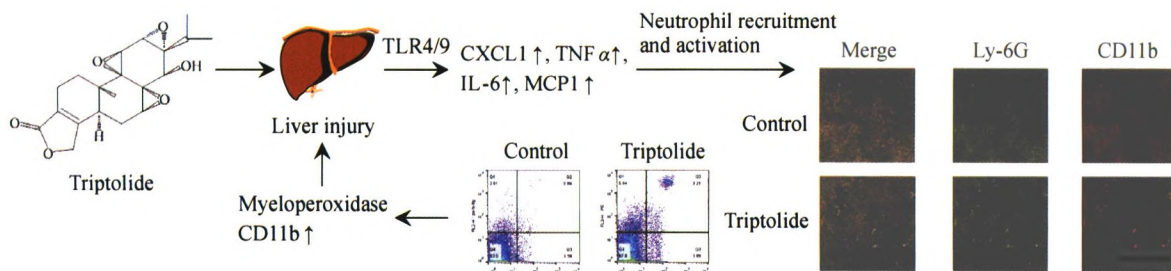 O
O
OH
O
O
O
H
Triptolide
Liver injury
TLR4/9
CXCL1↑, TNFα↑,
IL-6↑, MCP1↑
Neutrophil recruitment
and activation
Merge Ly-6G CD11b
Control
Triptolide
Control Triptolide
Myeloperoxidase
CD11b↑